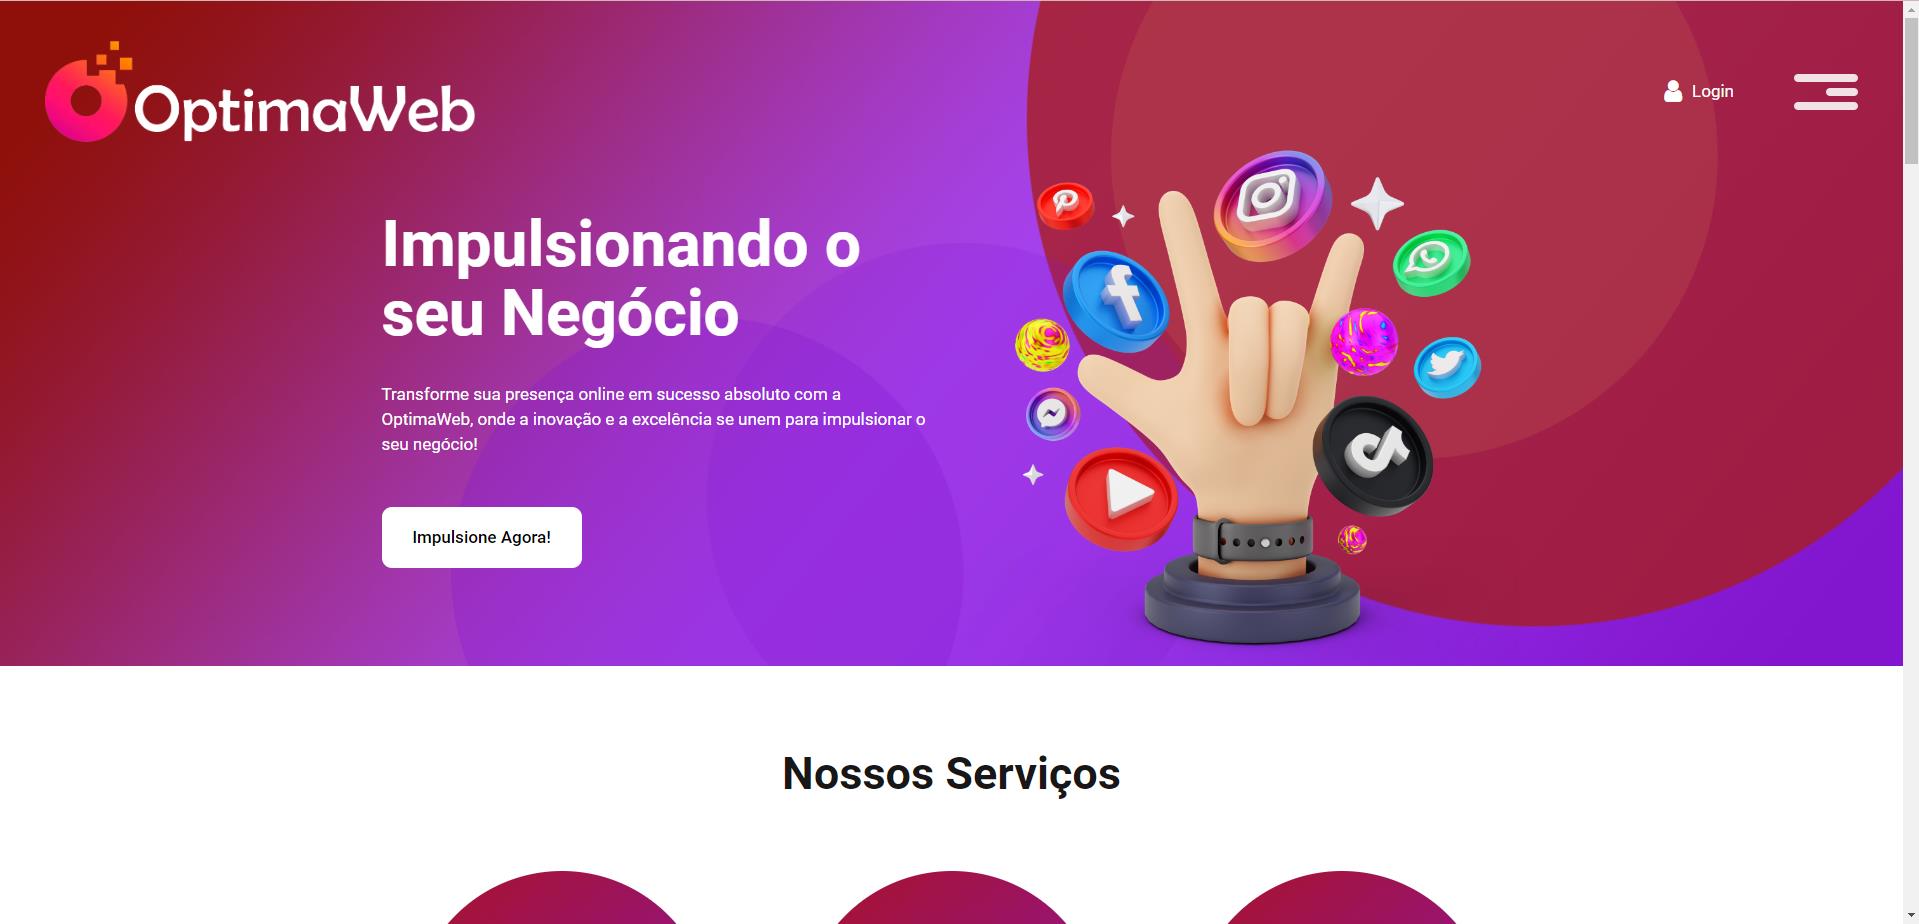 OptimaWeb
Login
Impulsionando o
seu Negócio
Transforme sua presença online em sucesso absoluto com a
OptimaWeb, onde a inovação e a excelência se unem para impulsionar o
seu negócio!
Impulsione Agora!
Nossos Serviços